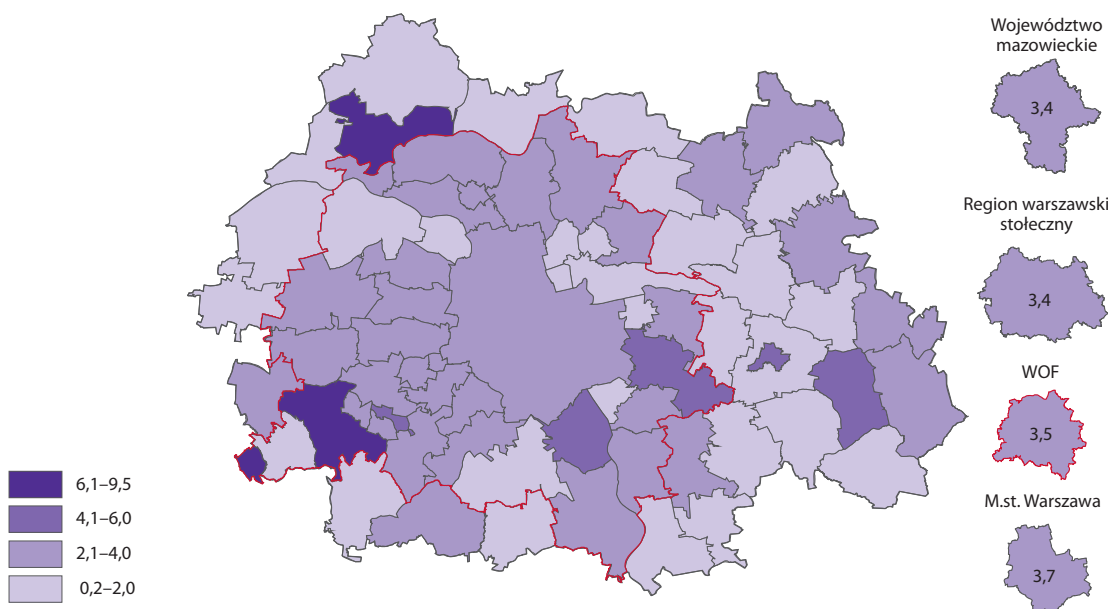 Województwo
mazowieckie
3,4
Region warszawski
stołeczny
3,4
WOF
3,5
M.st. Warszawa
3,7
6,1–9,5
4,1–6,0
2,1–4,0
0,2–2,0